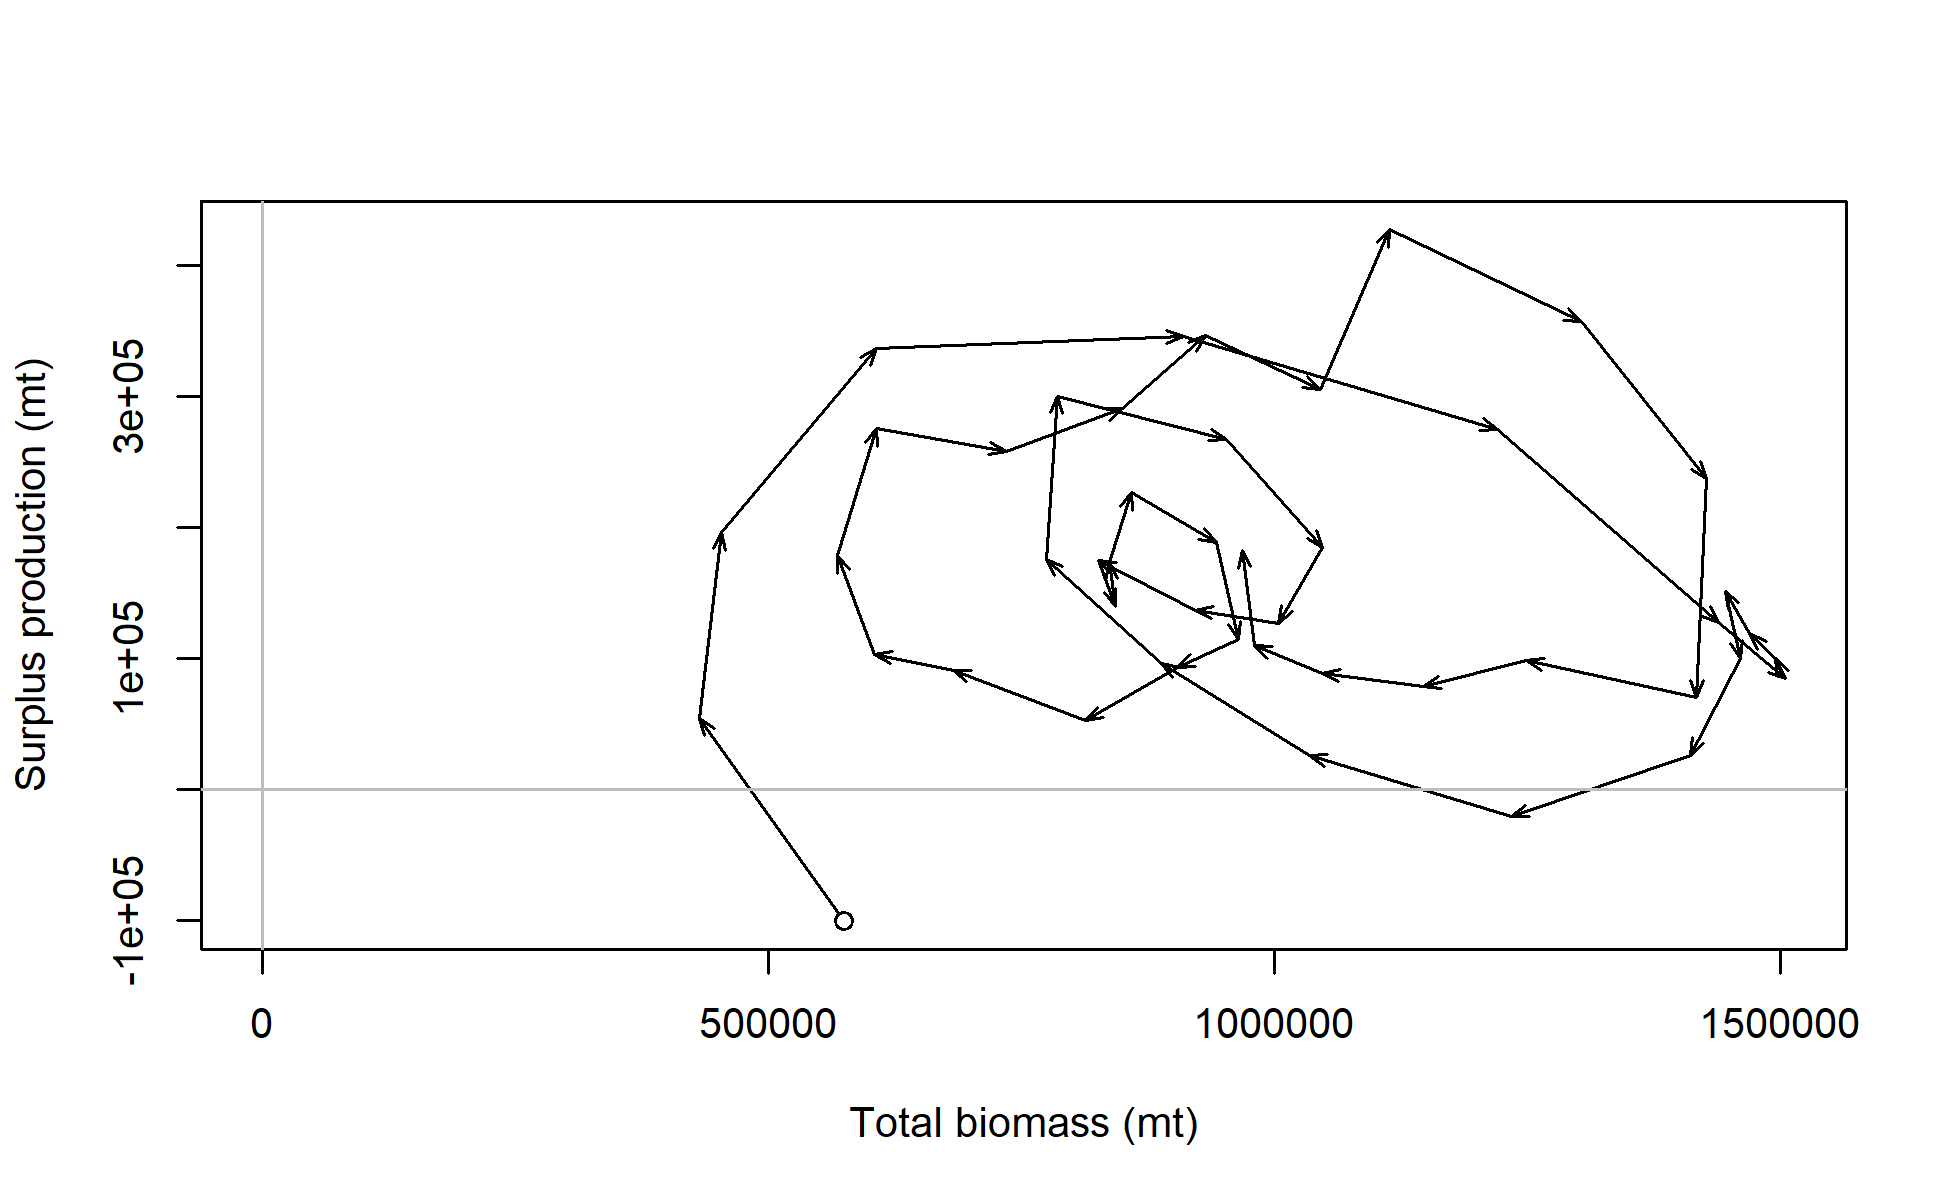 Surplus production (mt)
3e+05
1e+05
-1e+05
0 500000 1000000 1500000
Total biomass (mt)